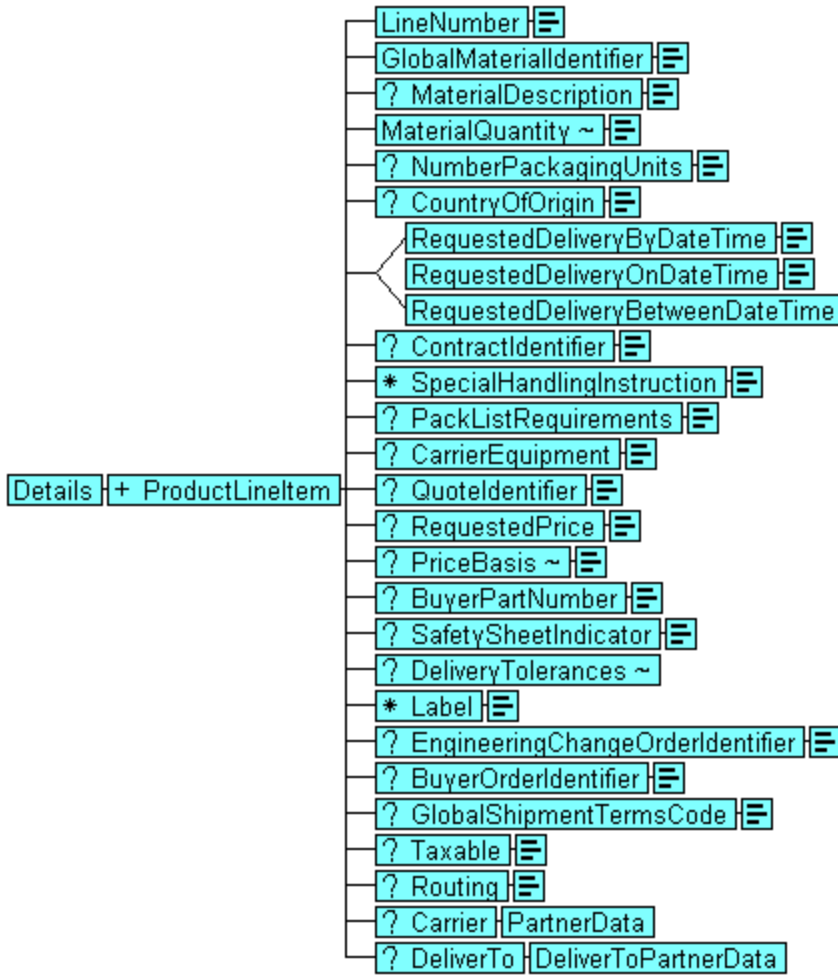 LineNumber
GlobalMaterialIdentifier
? MaterialDescription
MaterialQuantity ~
? NumberPackagingUnits
? CountryOfOrigin
RequestedDeliveryByDateTime
RequestedDeliveryOnDateTime
RequestedDeliveryBetweenDateTime
? ContractIdentifier
* SpecialHandlingInstruction
? PackListRequirements
? CarrierEquipment
Details + ProductLineItem ? QuoteIdentifier
? RequestedPrice
? PriceBasis ~
? BuyerPartNumber
? SafetySheetIndicator
? DeliveryTolerances ~
* Label
? EngineeringChangeOrderIdentifier
? BuyerOrderIdentifier
? GlobalShipmentTermsCode
? Taxable
? Routing
? Carrier PartnerData
? DeliverTo DeliverToPartnerData